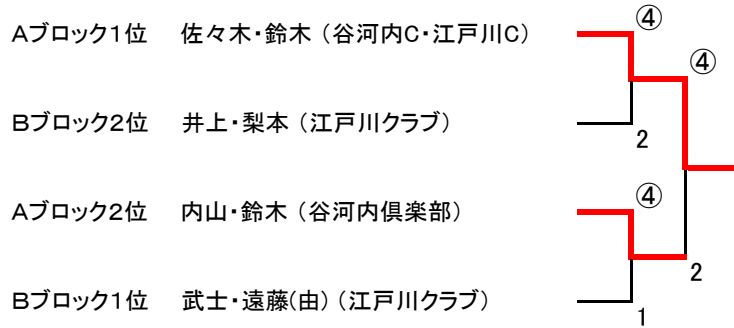 Aブロック1位 佐々木・鈴木 （谷河内C・江戸川C） ④
④
Bブロック2位 井上・梨本 （江戸川クラブ） 2
Aブロック2位 内山・鈴木 （谷河内倶楽部） ④
2
Bブロック1位 武士・遠藤(由) （江戸川クラブ） 1